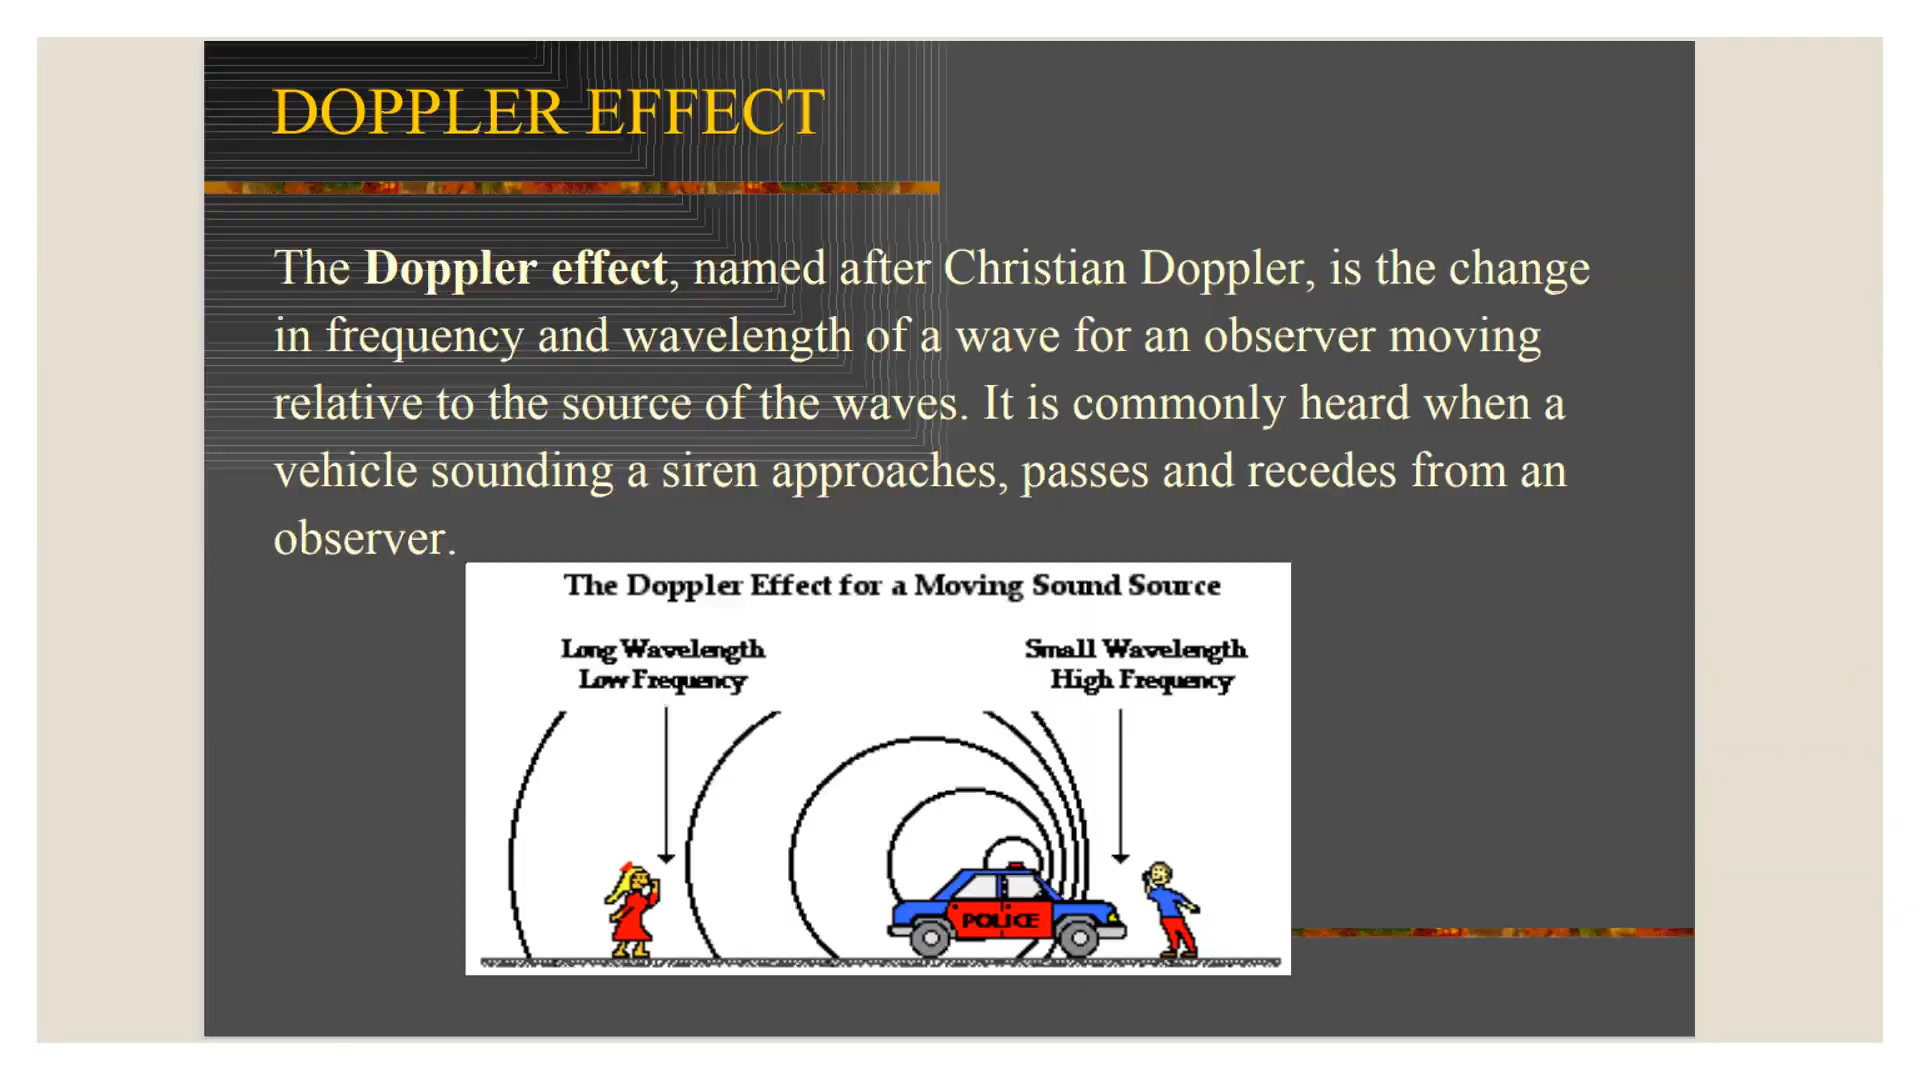 DOPPLER EFFECT
The Doppler effect, named after Christian Doppler, is the change
in frequency and wavelength of a wave for an observer moving
relative to the source of the waves. It is commonly heard when a
vehicle sounding a siren approaches, passes and recedes from an
observer.
The Doppler Effect for a Moving Sound Source
Long Wavelength
Low Frequency
Small Wavelength
High Frequency
POLICE